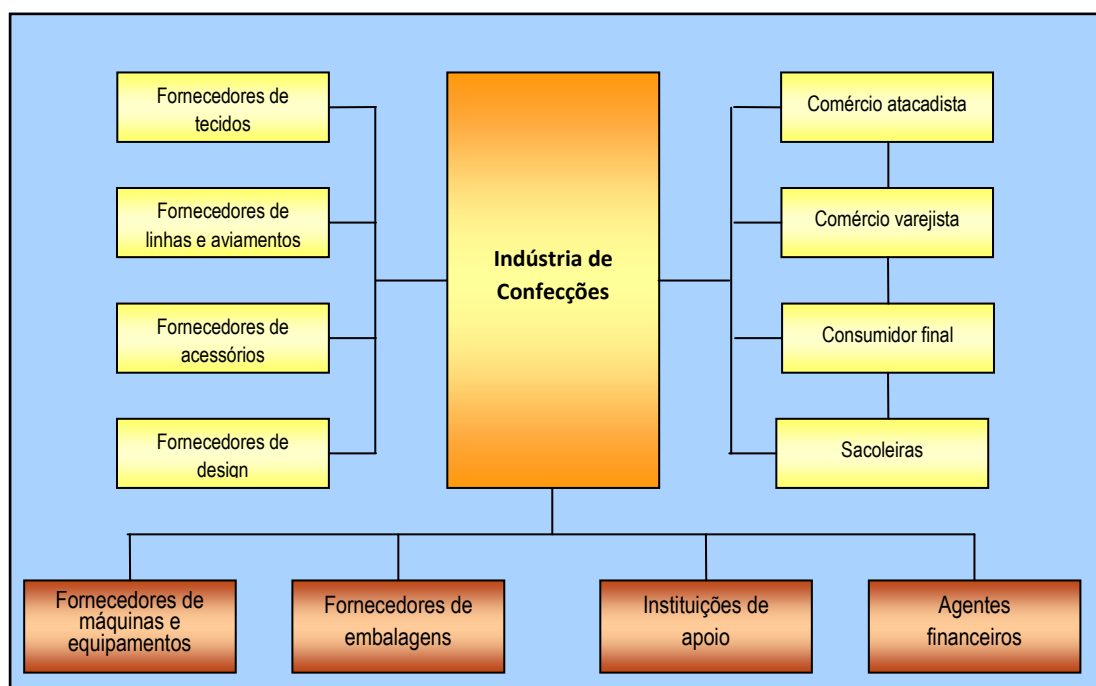 Fornecedores de
tecidos
Fornecedores de
linhas e aviamentos
Fornecedores de
acessórios
Fornecedores de
design
Indústria de
Confecções
Comércio atacadista
Comércio varejista
Consumidor final
Sacoleiras
Fornecedores de
máquinas e
equipamentos
Fornecedores de
embalagens
Instituições de
apoio
Agentes
financeiros